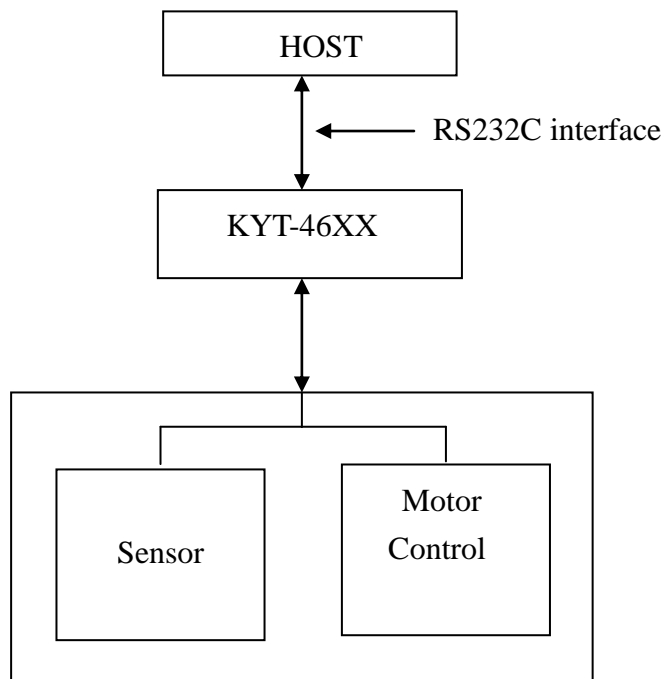 HOST
RS232C interface
KYT-46XX
Sensor
Motor
Control